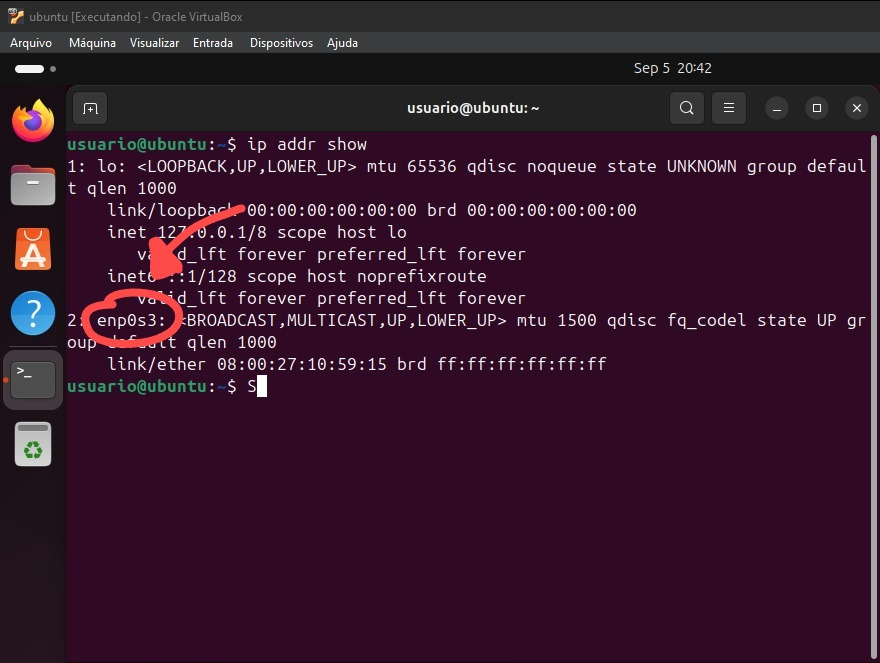 ubuntu [Executando] - Oracle VirtualBox
Arquivo Máquina Visualizar Entrada Dispositivos Ajuda
Sep 5 20:42
usuario@ubuntu: ~
usuario@ubuntu:~$ ip addr show
1: lo: <LOOPBACK,UP,LOWER_UP> mtu 65536 qdisc noqueue state UNKNOWN group defaul
t qlen 1000
link/loopback 00:00:00:00:00:00 brd 00:00:00:00:00:00
inet 127.0.0.1/8 scope host lo
valid_lft forever preferred_lft forever
inet6 ::1/128 scope host noprefixroute
valid_lft forever preferred_lft forever
2: enp0s3: <BROADCAST,MULTICAST,UP,LOWER_UP> mtu 1500 qdisc fq_codel state UP gr
oup default qlen 1000
link/ether 08:00:27:10:59:15 brd ff:ff:ff:ff:ff:ff
usuario@ubuntu:~$ S